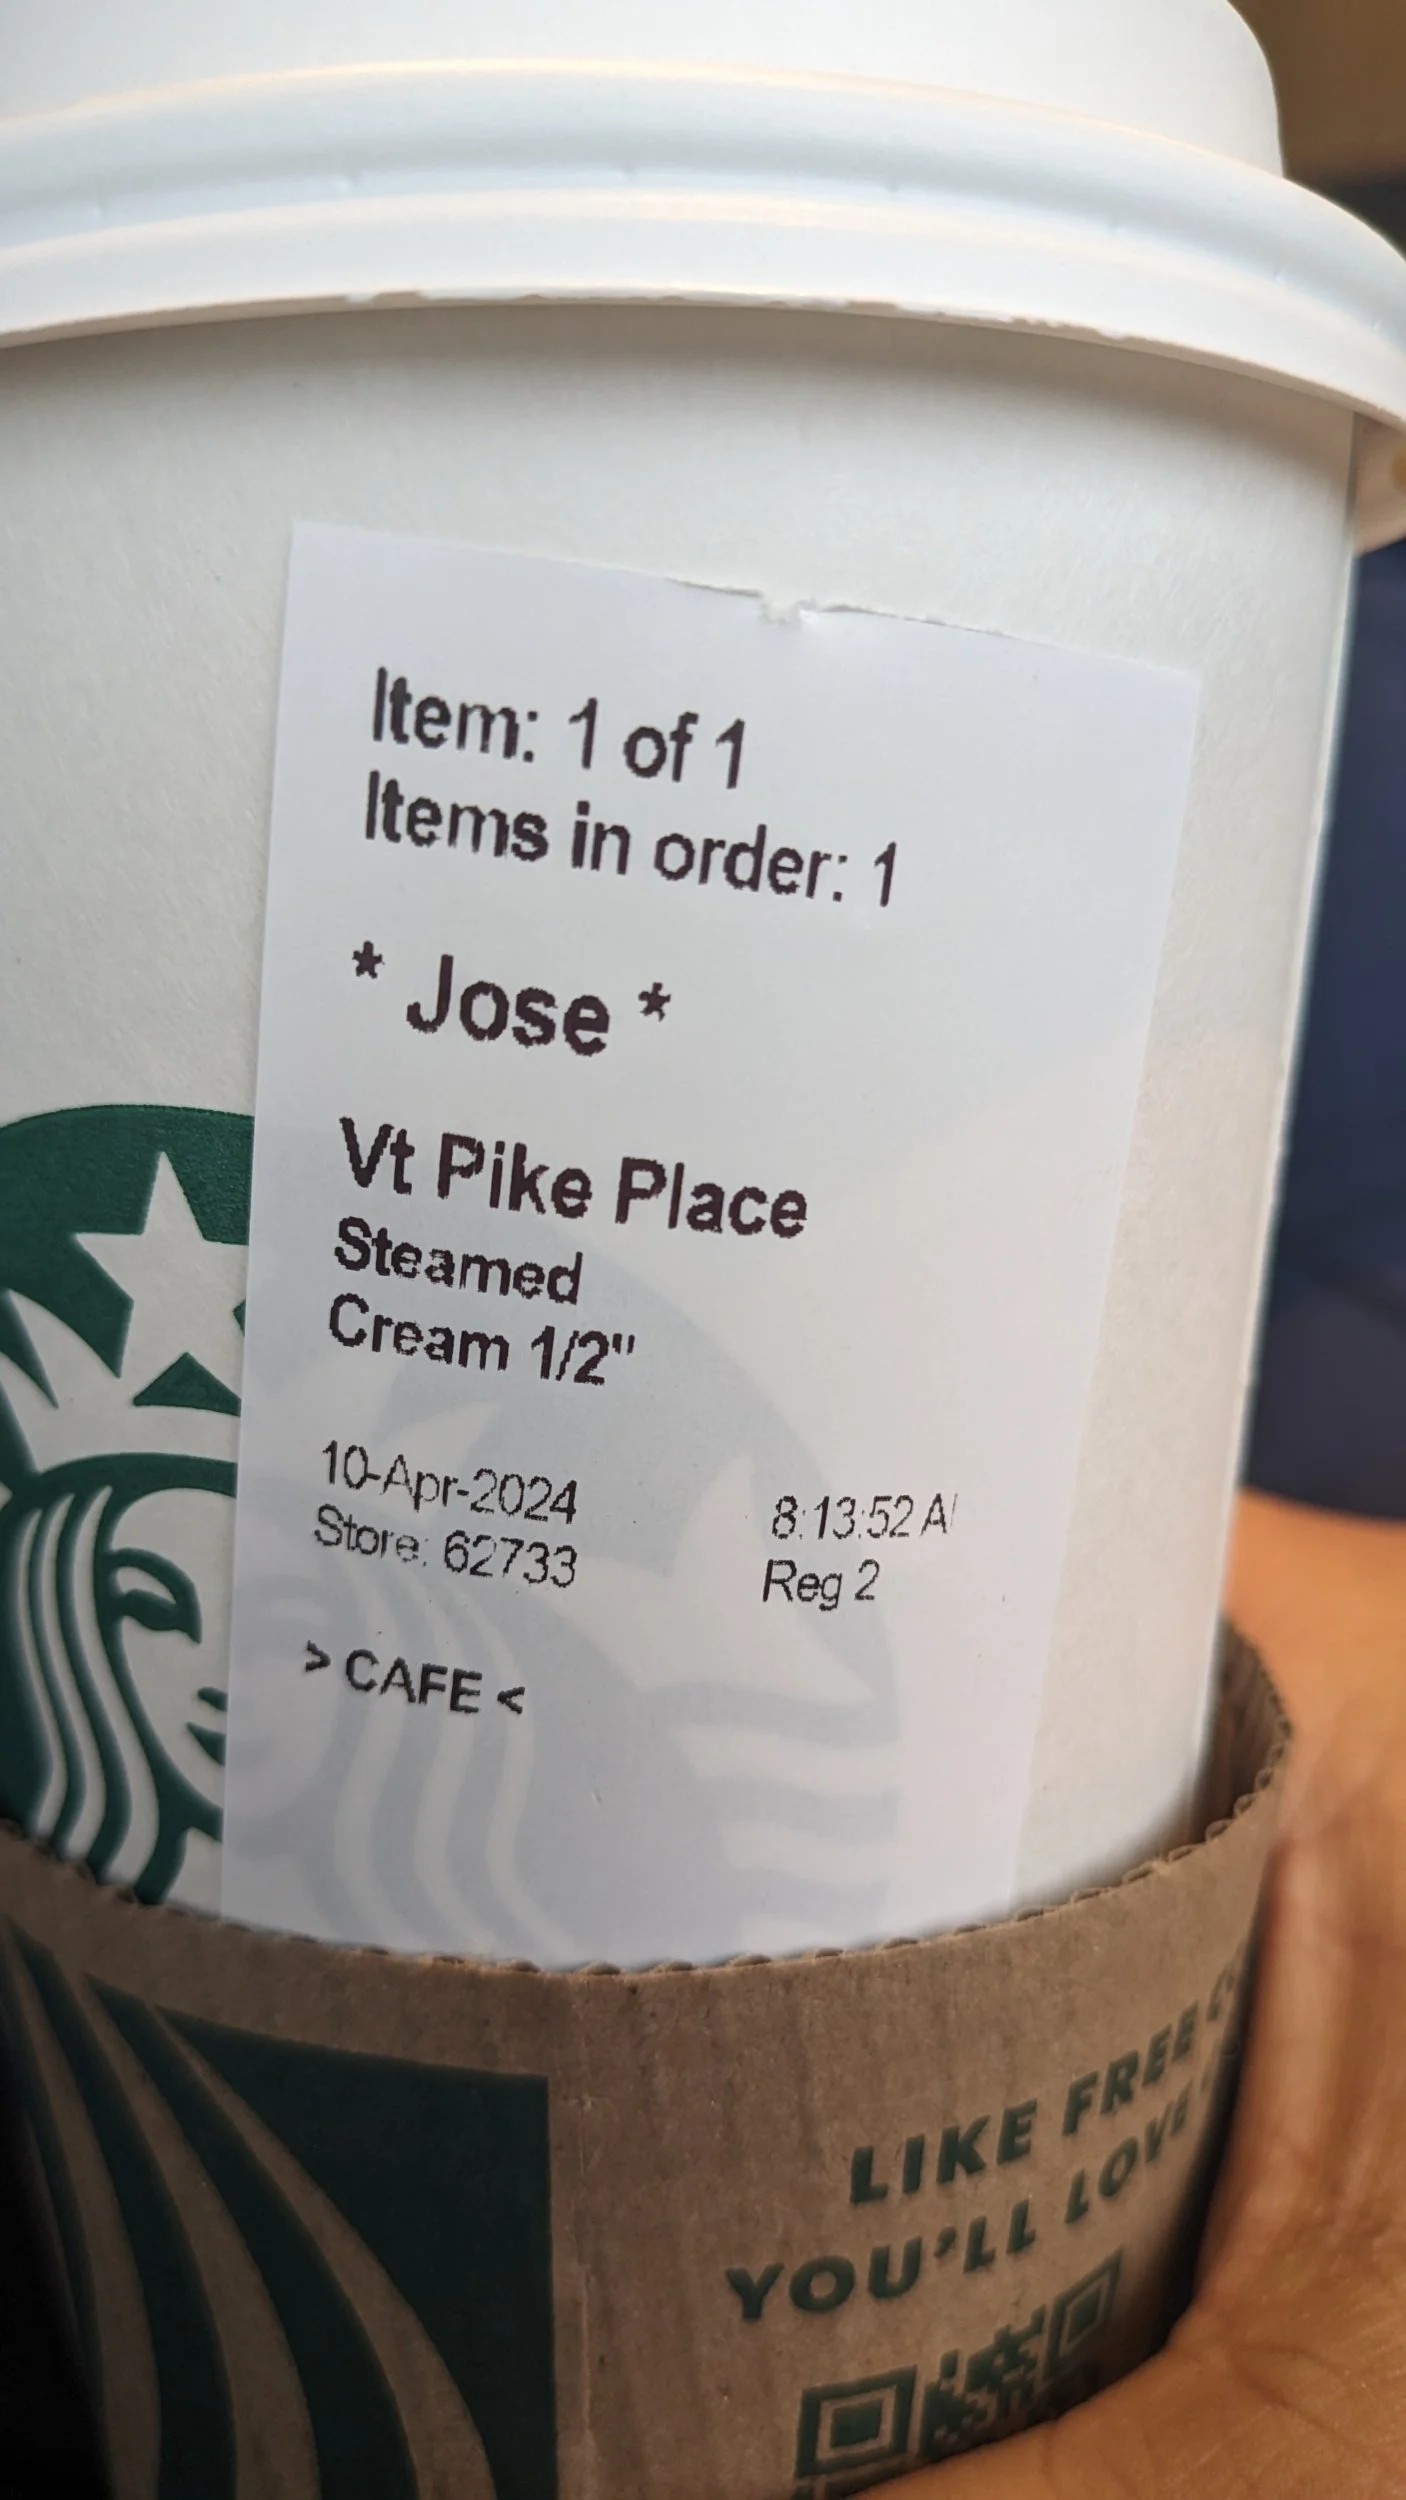 Item: 1 of 1
Items in order: 1
* Jose *
Vt Pike Place
Steamed
Cream 1/2"
10-Apr-2024 8:13:52 A
Store: 62733 Reg 2
> CAFE <
LIKE FREE
YOU'LL LOVE